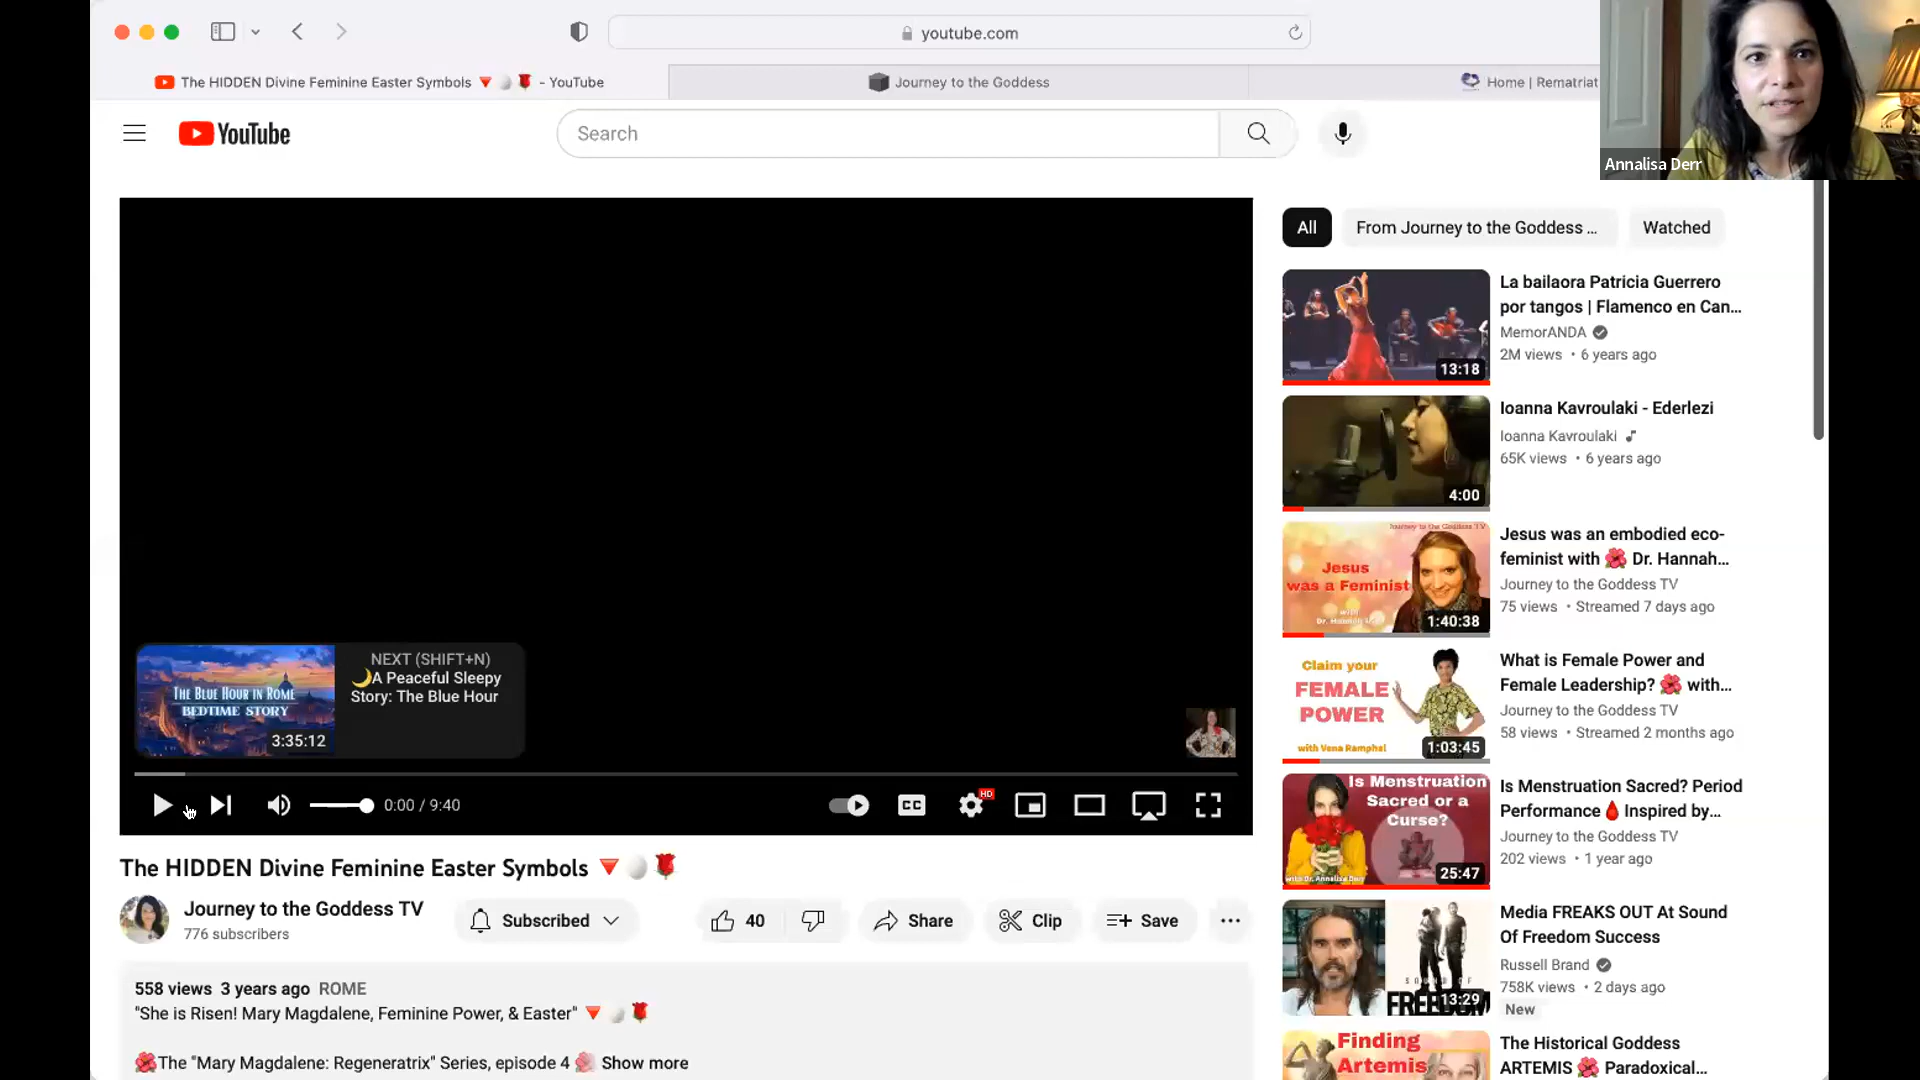 youtube.com
The HIDDEN Divine Feminine Easter Symbols 🔻🥚🌹 - YouTube
Journey to the Goddess
Home | Rematriat
Annalisa Derr
YouTube
Search
All
From Journey to the Goddess ...
Watched
La bailaora Patricia Guerrero
por tangos | Flamenco en Can...
MemorANDA
2M views • 6 years ago
13:18
Ioanna Kavroulaki - Ederlezi
Ioanna Kavroulaki
65K views • 6 years ago
4:00
Journey to the Goddess TV
Jesus
was a Feminist
with
1:40:38
Jesus was an embodied eco-
feminist with 🌺 Dr. Hannah...
Journey to the Goddess TV
75 views • Streamed 7 days ago
Claim your
FEMALE
POWER
with Vena Ramphal
1:03:45
What is Female Power and
Female Leadership? 🌺 with...
Journey to the Goddess TV
58 views • Streamed 2 months ago
Is Menstruation
Sacred or a
Curse?
with Dr. Annalisa Derr
25:47
Is Menstruation Sacred? Period
Performance 🩸 Inspired by...
Journey to the Goddess TV
202 views • 1 year ago
SOUND OF
FREEDOM
13:29
Media FREAKS OUT At Sound
Of Freedom Success
Russell Brand
758K views • 2 days ago
New
Finding
Artemis
The Historical Goddess
ARTEMIS 🌺 Paradoxical...
THE BLUE HOUR IN ROME
BEDTIME STORY
3:35:12
NEXT (SHIFT+N)
🌙A Peaceful Sleepy
Story: The Blue Hour
0:00 / 9:40
CC
HD
The HIDDEN Divine Feminine Easter Symbols 🔻🥚🌹
Journey to the Goddess TV
776 subscribers
Subscribed
40
Share
Clip
Save
558 views 3 years ago ROME
"She is Risen! Mary Magdalene, Feminine Power, & Easter" 🔻🥚🌹
🌺The "Mary Magdalene: Regeneratrix" Series, episode 4 🌺 Show more